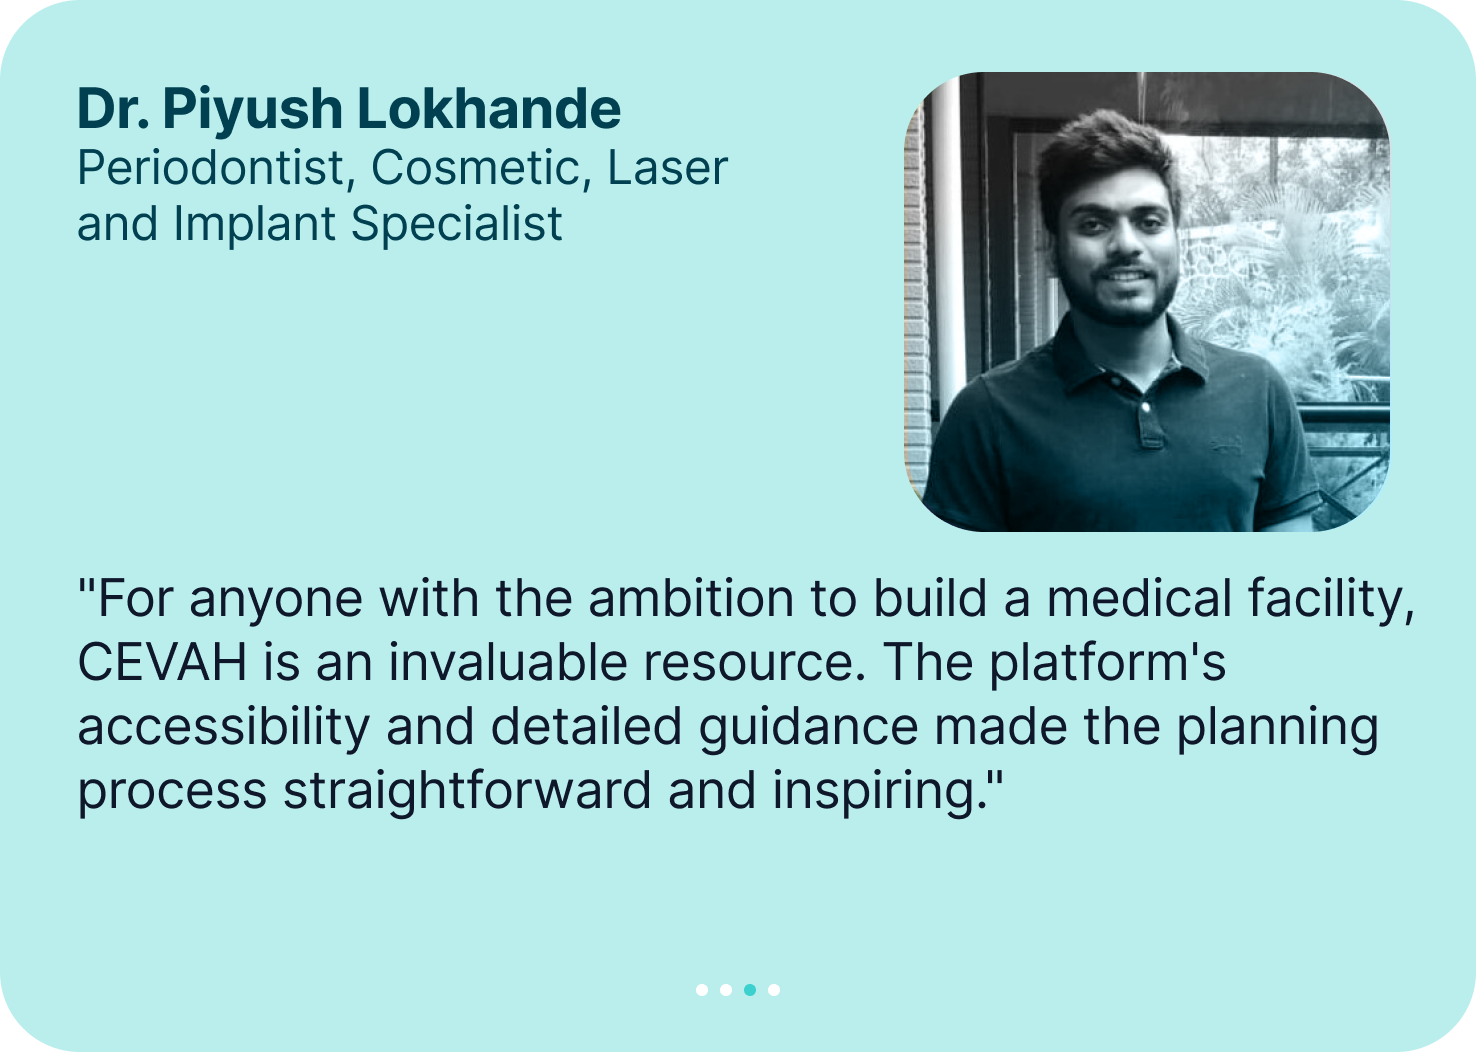 Dr. Piyush Lokhande
Periodontist, Cosmetic, Laser
and Implant Specialist
"For anyone with the ambition to build a medical facility,
CEVAH is an invaluable resource. The platform's
accessibility and detailed guidance made the planning
process straightforward and inspiring."